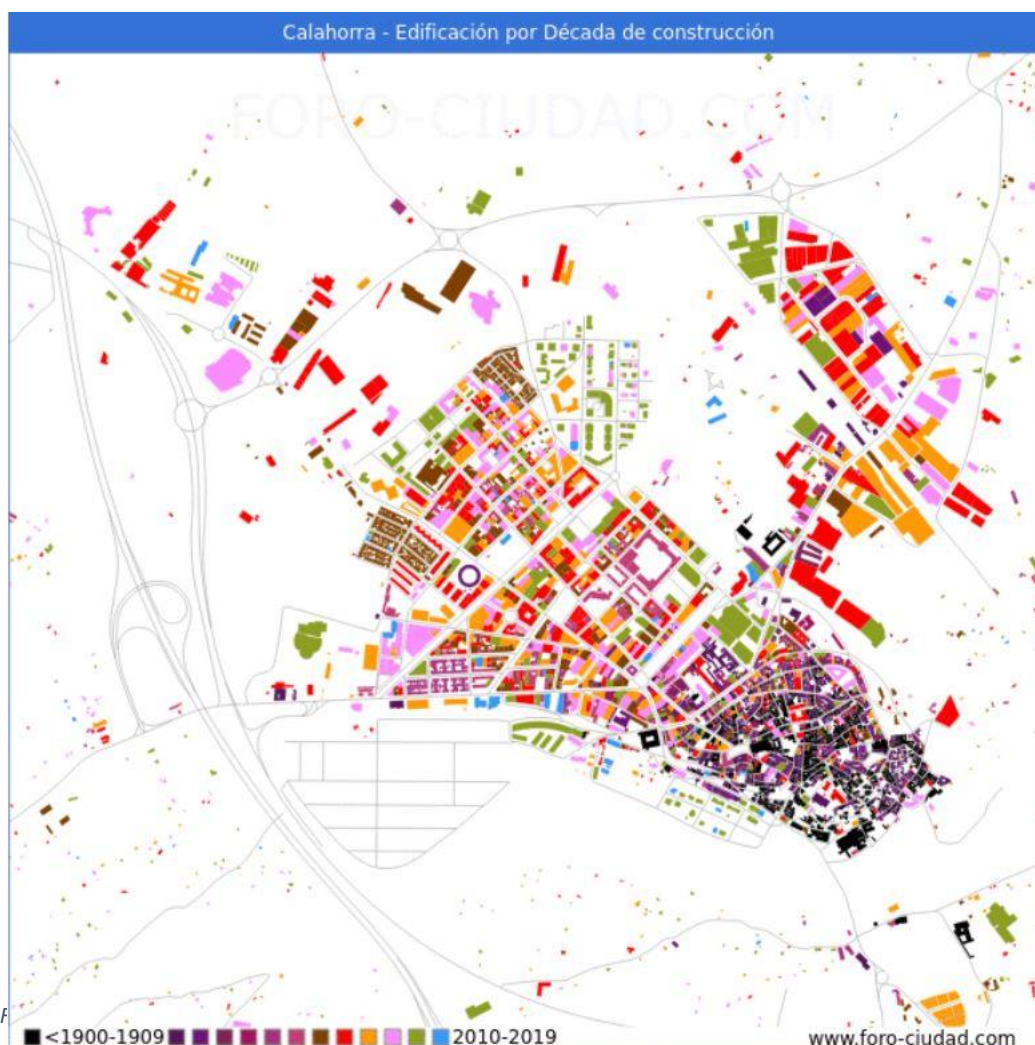 Calahorra - Edificación por Década de construcción
FORO-CIUDAD.COM
<1900-1909 2010-2019 www.foro-ciudad.com